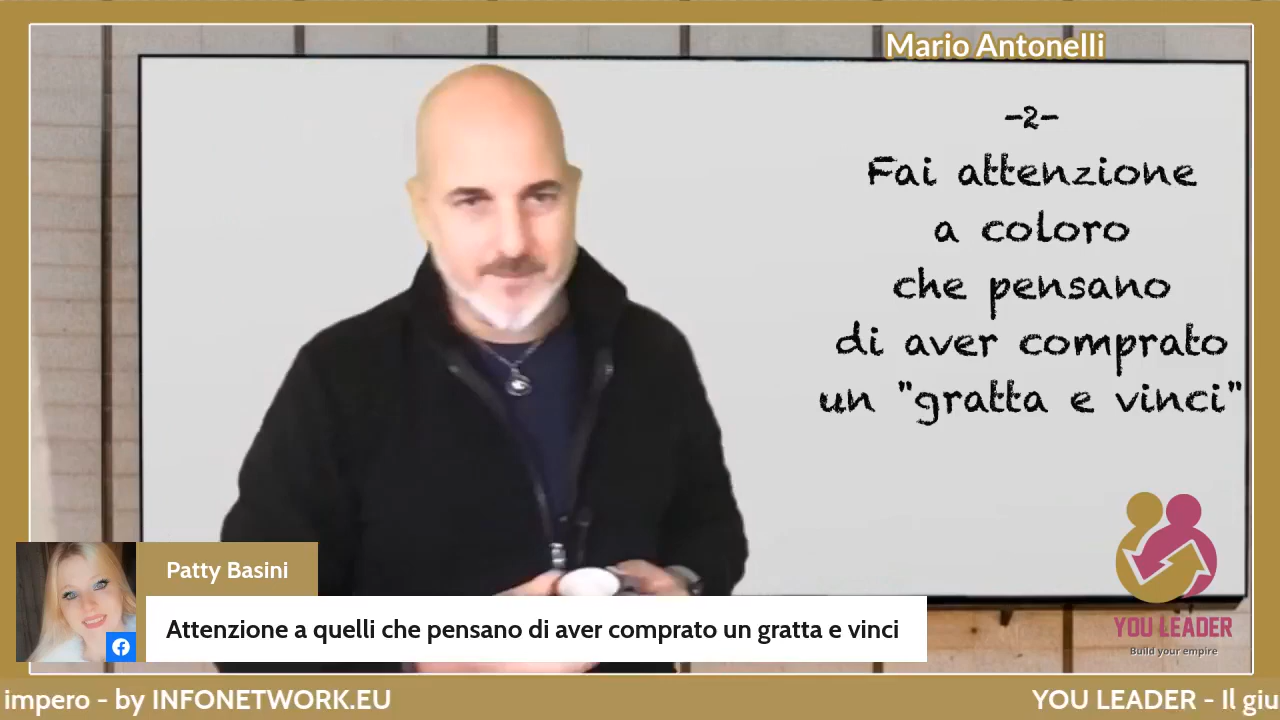 Mario Antonelli
-2-
Fai attenzione
a coloro
che pensano
di aver comprato
un "gratta e vinci"
YOU LEADER
Build your empire
Patty Basini
Attenzione a quelli che pensano di aver comprato un gratta e vinci
impero - by INFONETWORK.EU
YOU LEADER - Il giu